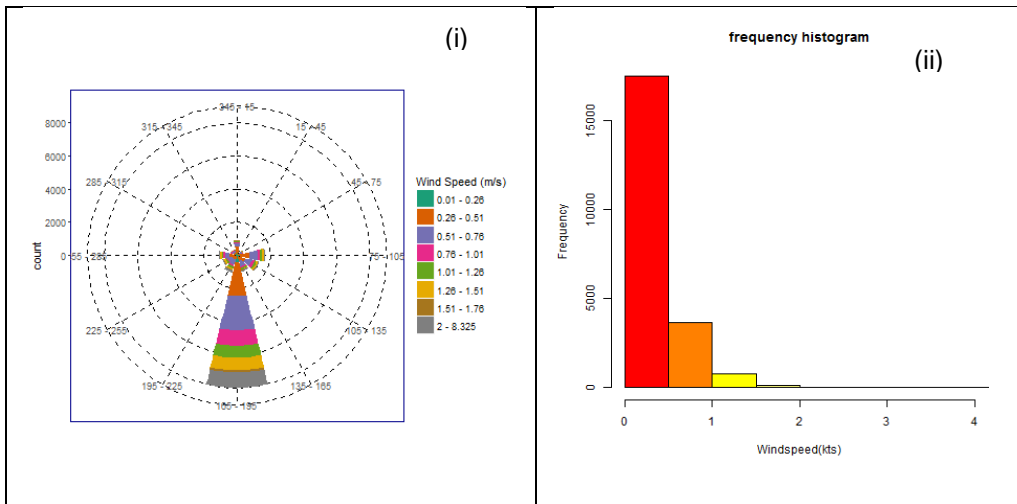 (i)
345 - 15
15 - 45
45 - 75
75 - 105
105 - 135
135 - 165
165 - 195
195 - 225
225 - 255
255 - 285
285 - 315
315 - 345
8000
6000
4000
2000
0
count
Wind Speed (m/s)
0.01 - 0.26
0.26 - 0.51
0.51 - 0.76
0.76 - 1.01
1.01 - 1.26
1.26 - 1.51
1.51 - 1.76
2 - 8.325
frequency histogram
(ii)
15000
10000
5000
0
Frequency
0 1 2 3 4
Windspeed(kts)